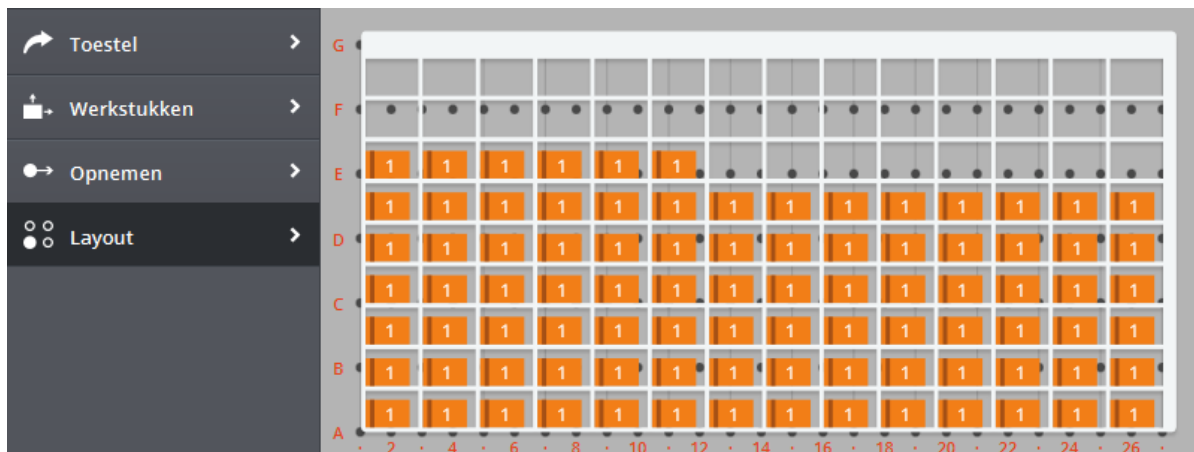 Toestel
Werkstukken
Opnemen
Layout
G
F
E 1 1 1 1 1 1
1 1 1 1 1 1 1 1 1 1 1 1 1 1
D 1 1 1 1 1 1 1 1 1 1 1 1 1 1
C 1 1 1 1 1 1 1 1 1 1 1 1 1 1
1 1 1 1 1 1 1 1 1 1 1 1 1 1
B 1 1 1 1 1 1 1 1 1 1 1 1 1 1
1 1 1 1 1 1 1 1 1 1 1 1 1 1
A
2 4 6 8 10 12 14 16 18 20 22 24 26